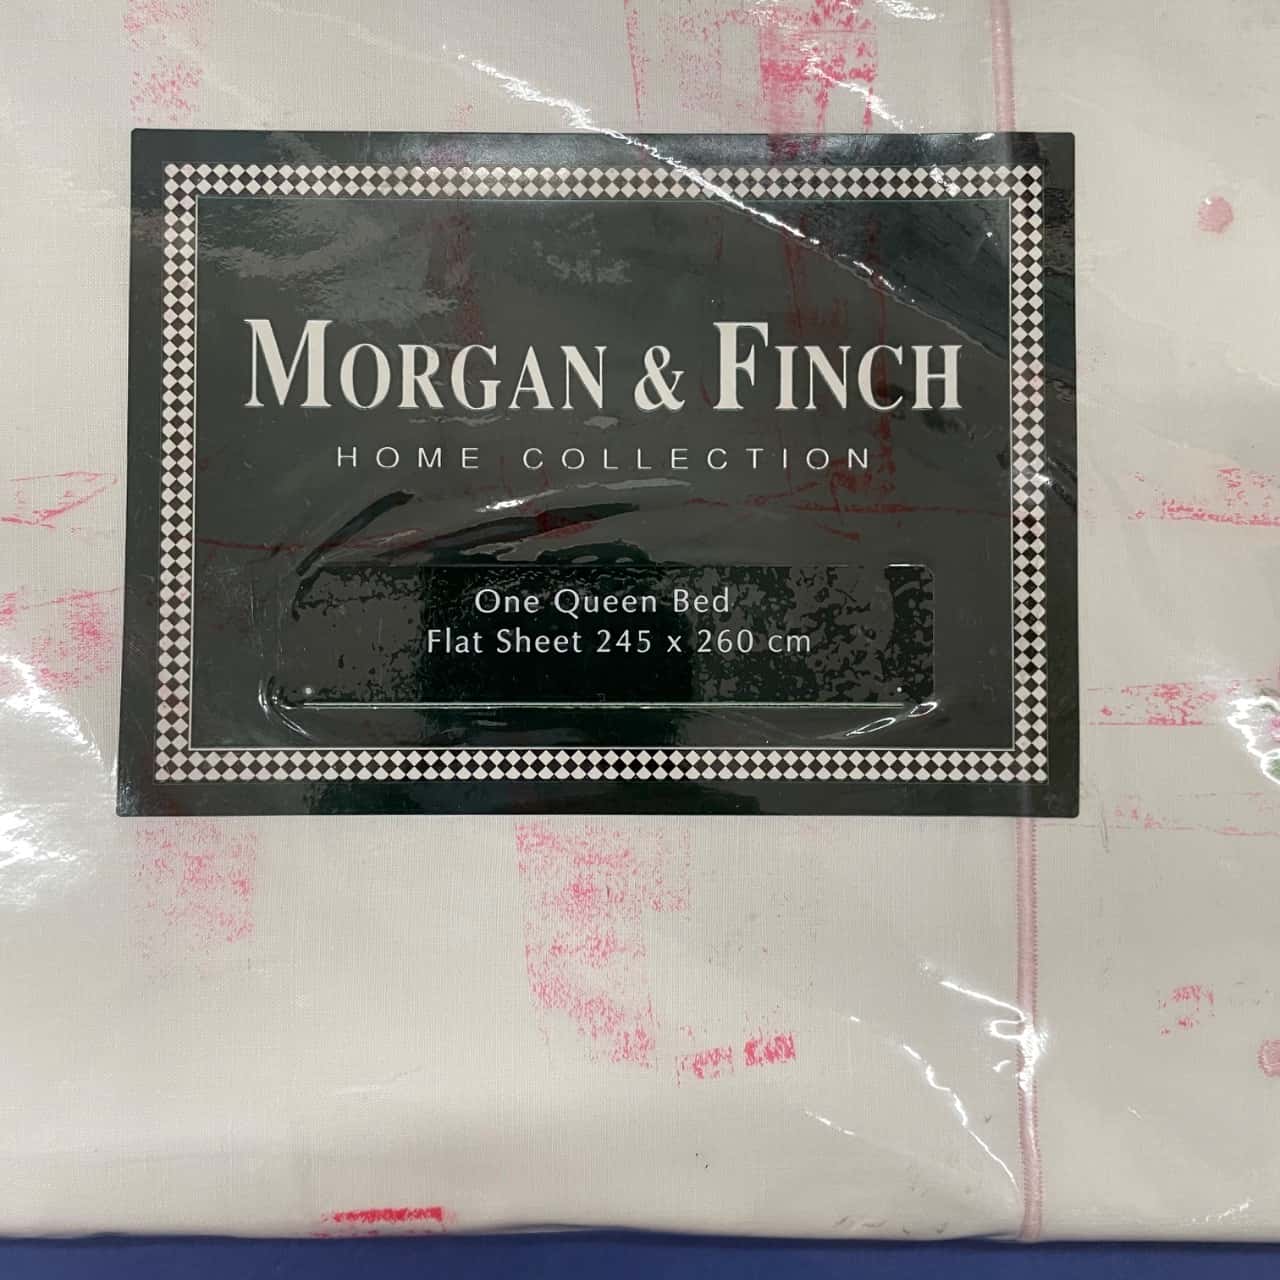 MORGAN & FINCH
HOME COLLECTION
One Queen Bed
Flat Sheet 245 x 260 cm